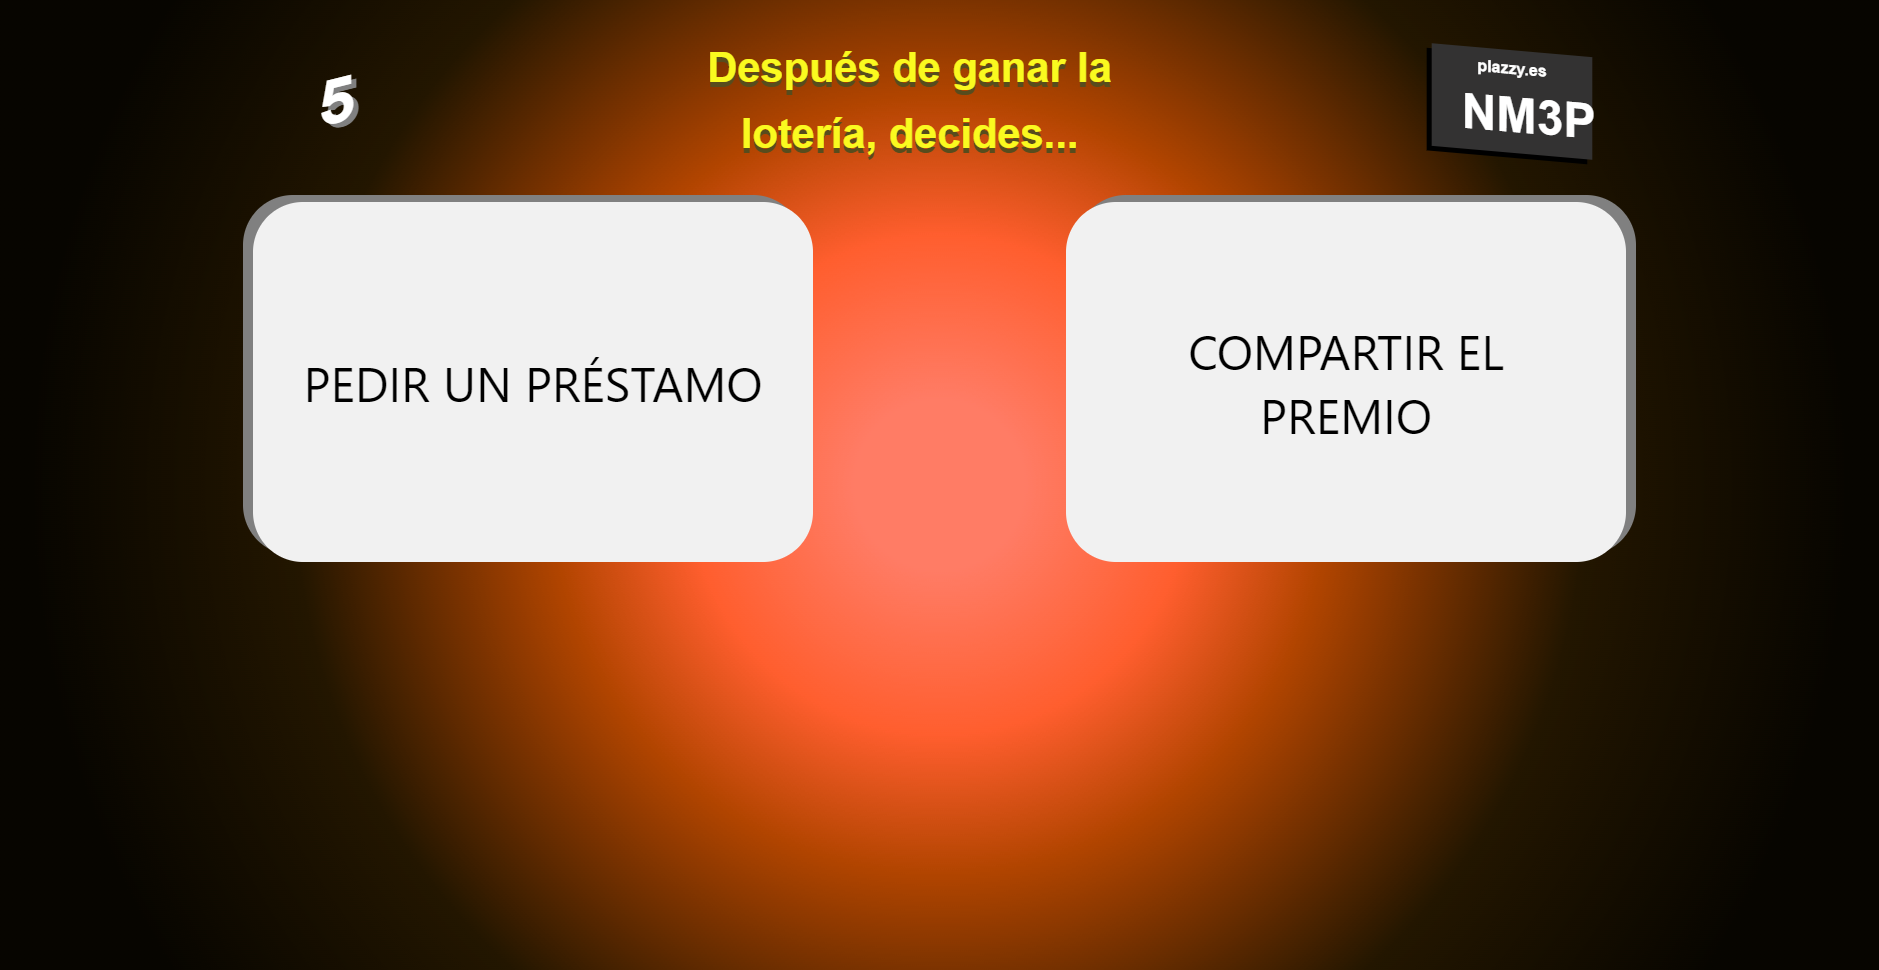 5
Después de ganar la
lotería, decides...
plazzy.es
NM3P
PEDIR UN PRÉSTAMO
COMPARTIR EL
PREMIO